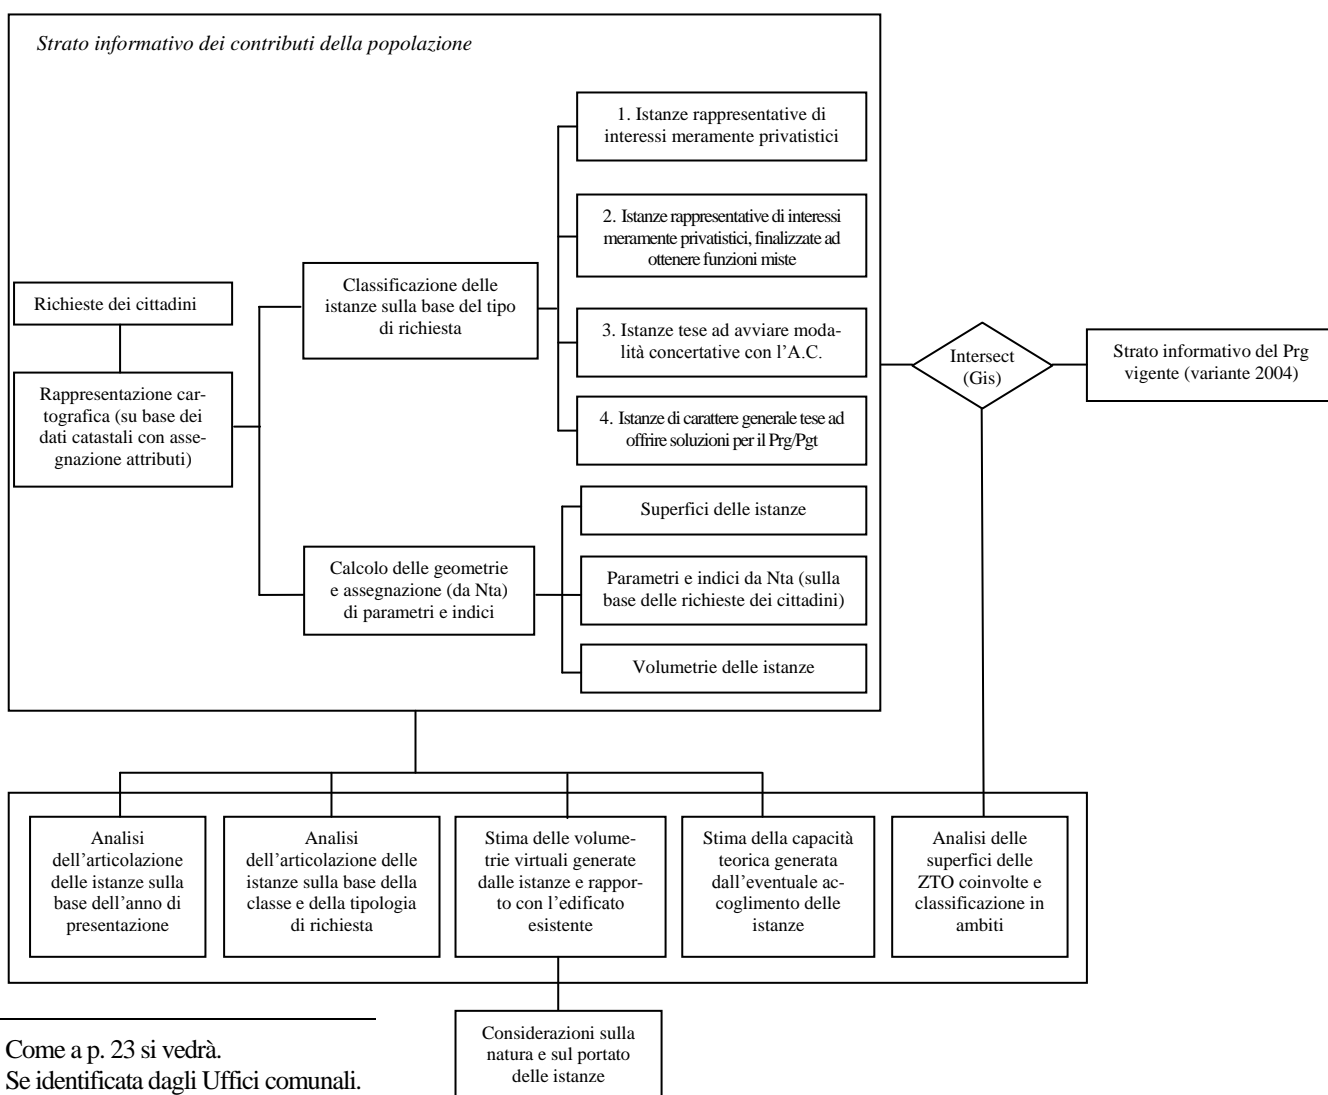 Strato informativo dei contributi della popolazione
Richieste dei cittadini
Rappresentazione car-
tografica (su base dei
dati catastali con asse-
gnazione attributi)
Classificazione delle
istanze sulla base del tipo
di richiesta
1. Istanze rappresentative di
interessi meramente privatistici
2. Istanze rappresentative di interessi
meramente privatistici, finalizzate ad
ottenere funzioni miste
3. Istanze tese ad avviare moda-
lità concertative con l'A.C.
4. Istanze di carattere generale tese ad
offrire soluzioni per il Prg/Pgt
Calcolo delle geometrie
e assegnazione (da Nta)
di parametri e indici
Superfici delle istanze
Parametri e indici da Nta (sulla
base delle richieste dei cittadini)
Volumetrie delle istanze
Intersect
(Gis)
Strato informativo del Prg
vigente (variante 2004)
Analisi
dell'articolazione
delle istanze sulla
base dell'anno di
presentazione
Analisi
dell'articolazione delle
istanze sulla base della
classe e della tipologia
di richiesta
Stima delle volume-
trie virtuali generate
dalle istanze e rappor-
to con l'edificato
esistente
Stima della capacità
teorica generata
dall'eventuale ac-
coglimento delle
istanze
Analisi delle
superfici delle
ZTO coinvolte e
classificazione in
ambiti
Considerazioni sulla
natura e sul portato
delle istanze
Come a p. 23 si vedrà.
Se identificata dagli Uffici comunali.